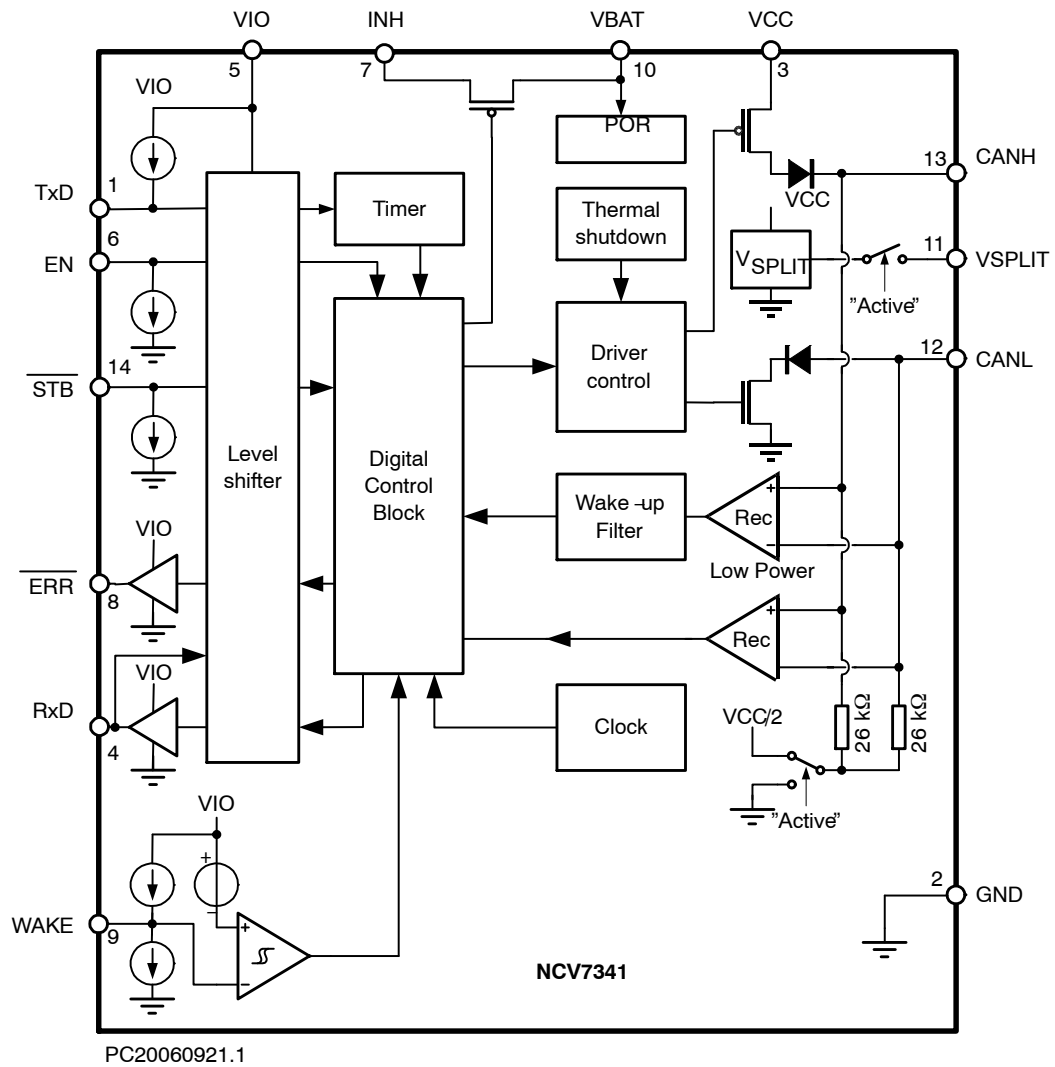 VIO
INH
VBAT
VCC
5
7
10
3
VIO
POR
TxD
1
Timer
Thermal
shutdown
VCC
13
CANH
6
EN
VSPLIT
11
VSPLIT
"Active"
14
STB
Level
shifter
Digital
Control
Block
Driver
control
12
CANL
Wake-up
Filter
+
Rec
−
Low Power
VIO
ERR
8
+
Rec
−
VIO
RxD
4
Clock
VCC/2
26 kΩ
26 kΩ
"Active"
VIO
+
−
WAKE
9
+
−
2
GND
NCV7341
PC20060921.1